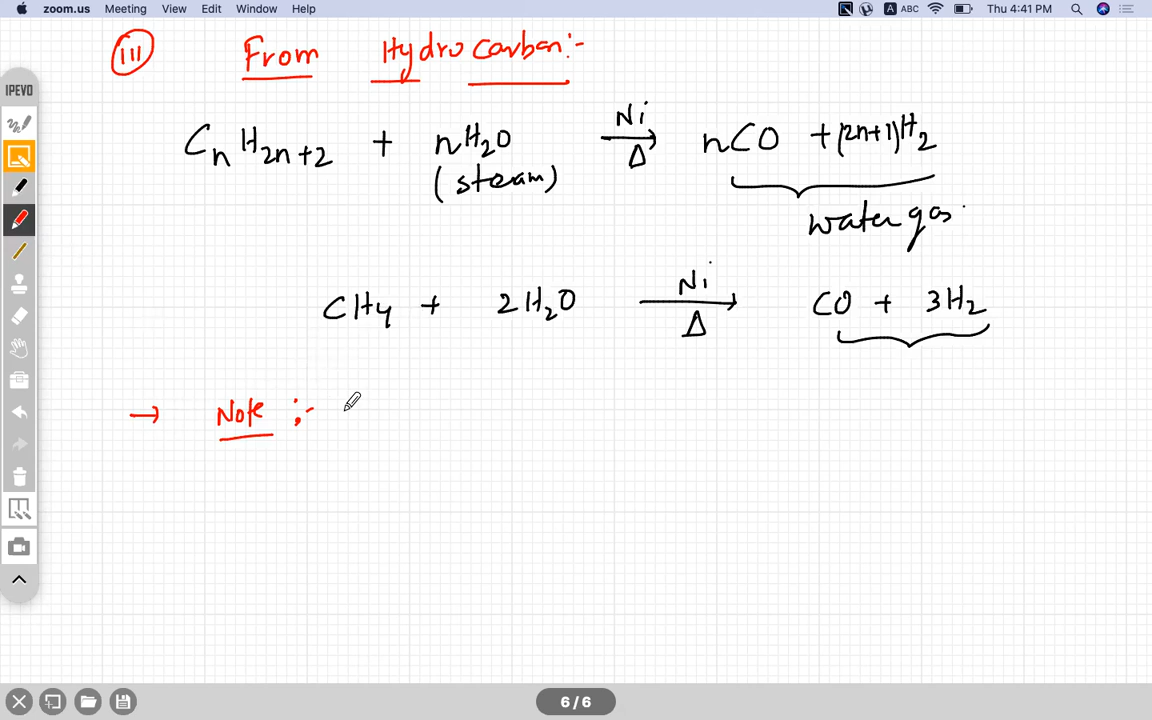 zoom.us Meeting View Edit Window Help ABC Thu 4:41 PM
(III) From Hydrocarbon:-
IPEVO
CnH2n+2 + nH2O Ni Δ → nCO + (2n+1)H2
(steam)
water gas
CH4 + 2H2O Ni Δ → CO + 3H2
→ Note :-
6/6